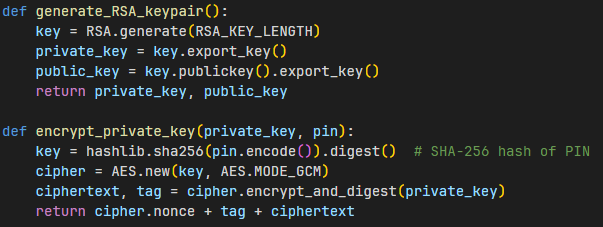 def generate_RSA_keypair():
    key = RSA.generate(RSA_KEY_LENGTH)
    private_key = key.export_key()
    public_key = key.publickey().export_key()
    return private_key, public_key

def encrypt_private_key(private_key, pin):
    key = hashlib.sha256(pin.encode()).digest()  # SHA-256 hash of PIN
    cipher = AES.new(key, AES.MODE_GCM)
    ciphertext, tag = cipher.encrypt_and_digest(private_key)
    return cipher.nonce + tag + ciphertext